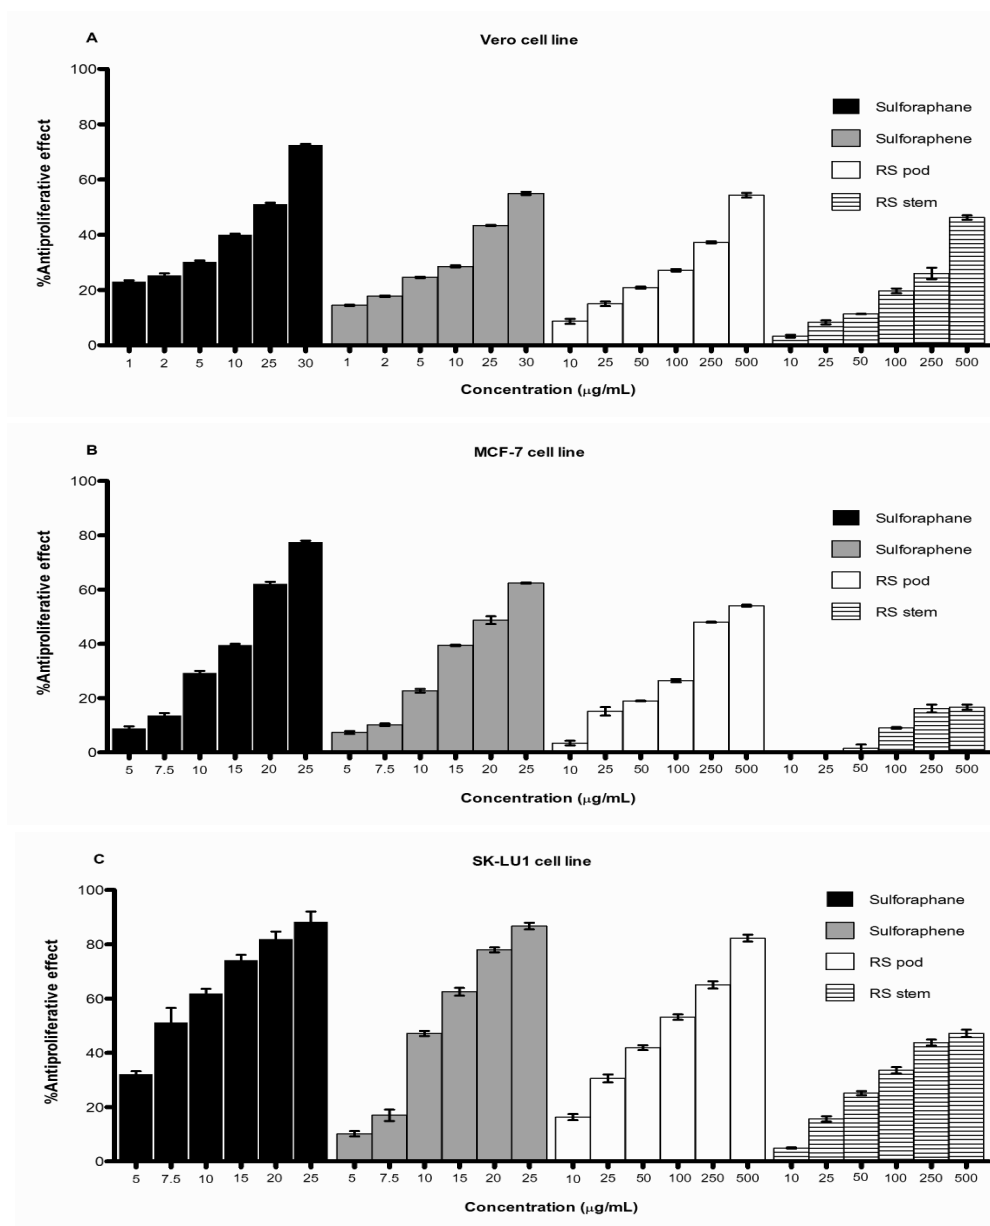 A
Vero cell line
%Antiproliferative effect
100
80
60
40
20
0
Sulforaphane
Sulforaphene
RS pod
RS stem
1 2 5 10 25 30 1 2 5 10 25 30 10 25 50 100 250 500 10 25 50 100 250 500
Concentration (μg/mL)
B
MCF-7 cell line
%Antiproliferative effect
100
80
60
40
20
0
Sulforaphane
Sulforaphene
RS pod
RS stem
5 7.5 10 15 20 25 5 7.5 10 15 20 25 10 25 50 100 250 500 10 25 50 100 250 500
Concentration (μg/mL)
C
SK-LU1 cell line
%Antiproliferative effect
100
80
60
40
20
0
Sulforaphane
Sulforaphene
RS pod
RS stem
5 7.5 10 15 20 25 5 7.5 10 15 20 25 10 25 50 100 250 500 10 25 50 100 250 500
Concentration (μg/mL)